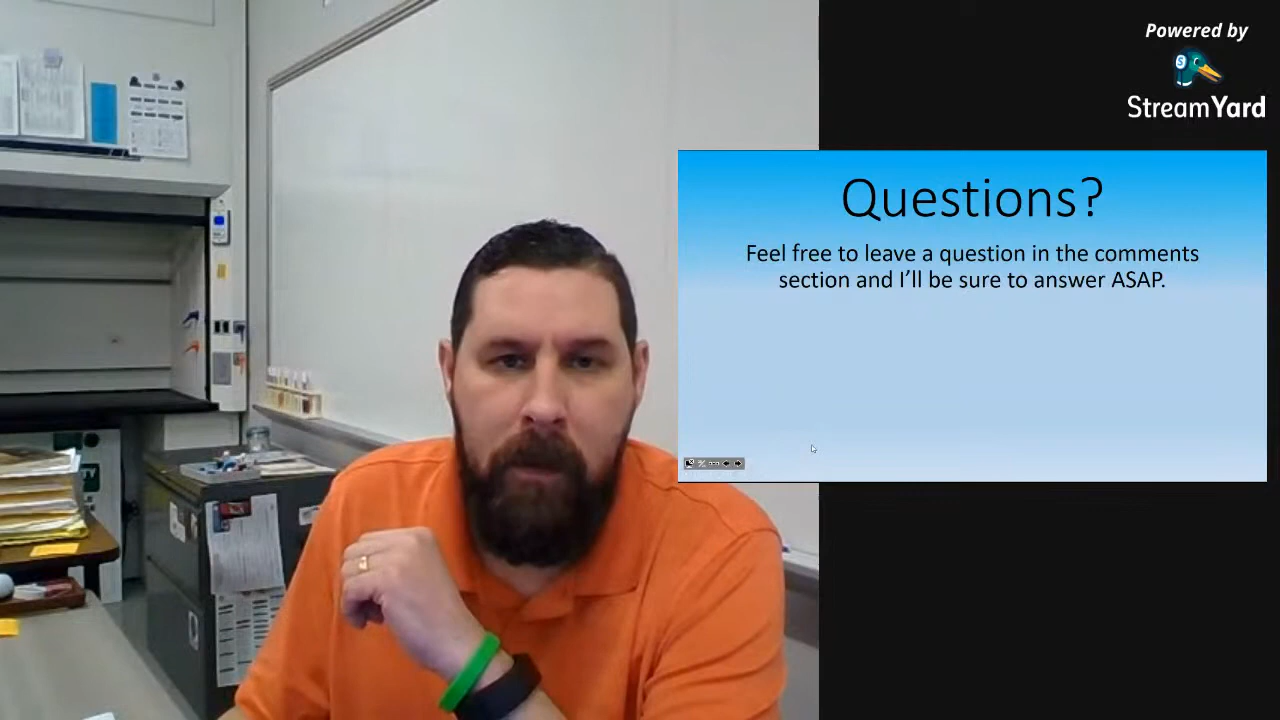 Powered by
StreamYard
Questions?
Feel free to leave a question in the comments
section and I'll be sure to answer ASAP.